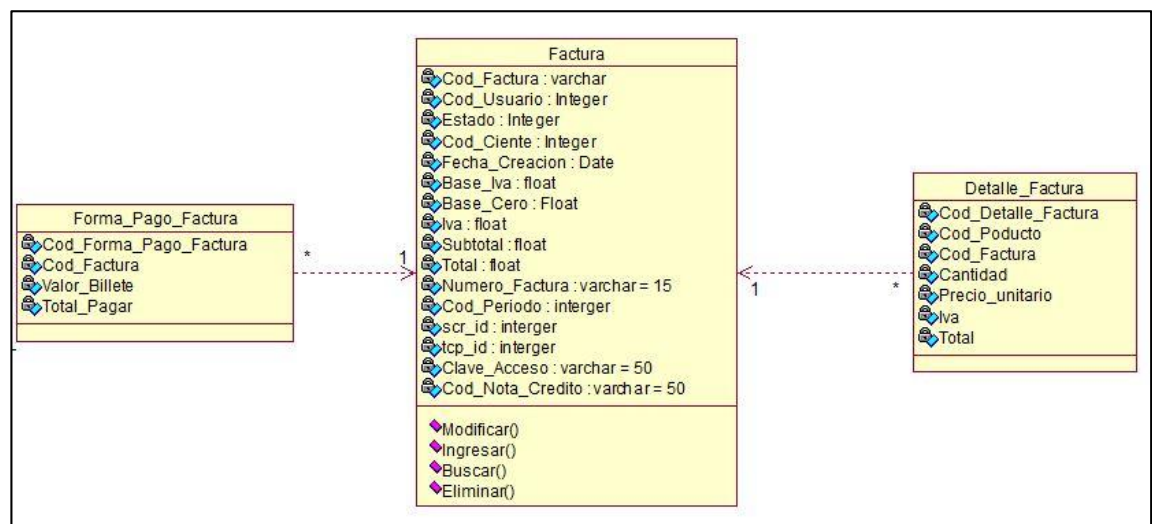 Forma_Pago_Factura
Cod_Forma_Pago_Factura
Cod_Factura
Valor_Billete
Total_Pagar
*
1
Factura
Cod_Factura : varchar
Cod_Usuario : Integer
Estado : Integer
Cod_Ciente : Integer
Fecha_Creacion : Date
Base_Iva : float
Base_Cero : Float
Iva : float
Subtotal : float
Total : float
Numero_Factura : varchar = 15
Cod_Periodo : interger
scr_id : interger
tcp_id : interger
Clave_Acceso : varchar = 50
Cod_Nota_Credito : varchar = 50
Modificar()
Ingresar()
Buscar()
Eliminar()
1
*
Detalle_Factura
Cod_Detalle_Factura
Cod_Poducto
Cod_Factura
Cantidad
Precio_unitario
Iva
Total